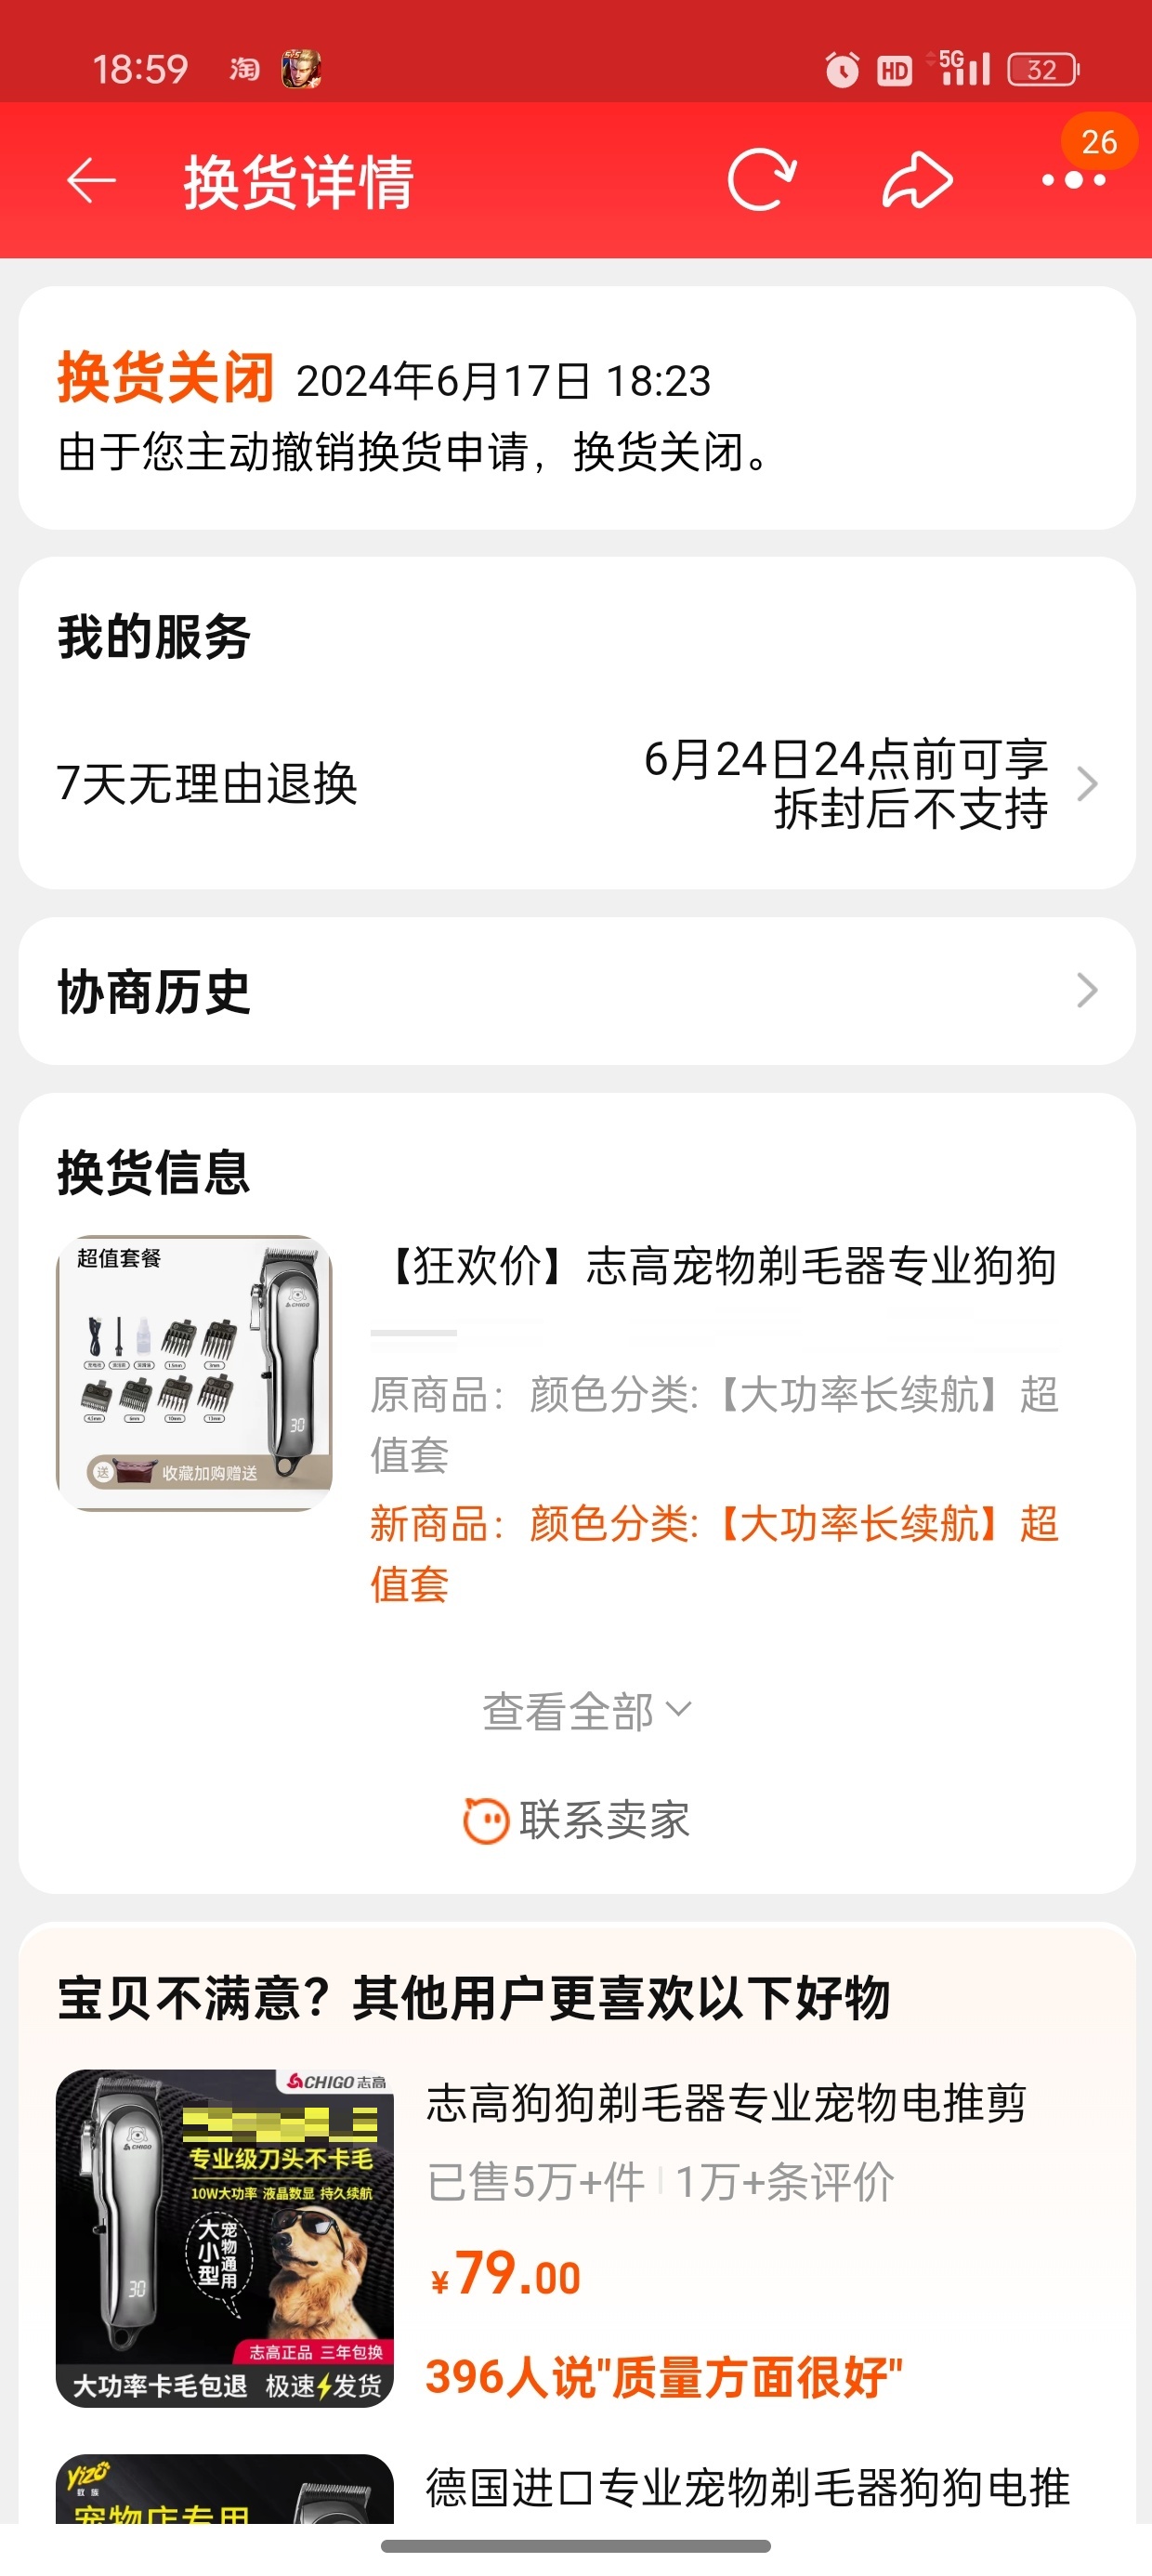 18:59 淘 HD 5G 32
换货详情
26
换货关闭 2024年6月17日 18:23
由于您主动撤销换货申请，换货关闭。
我的服务
7天无理由退换
6月24日24点前可享
拆封后不支持
协商历史
换货信息
超值套餐
CHIGO
1.5mm
3mm
4.5mm
6mm
10mm
13mm
30
送 收藏加购赠送
【狂欢价】志高宠物剃毛器专业狗狗
原商品：颜色分类:【大功率长续航】超
值套
新商品：颜色分类:【大功率长续航】超
值套
查看全部
联系卖家
宝贝不满意？其他用户更喜欢以下好物
CHIGO 志高
CHIGO
专业级刀头不卡毛
10W大功率 液晶数显 持久续航
大小型
宠物通用
30
志高正品 三年包换
大功率卡毛包退 极速发货
志高狗狗剃毛器专业宠物电推剪
已售5万+件 1万+条评价
¥79.00
396人说"质量方面很好"
Yizo
宠物店专用
德国进口专业宠物剃毛器狗狗电推